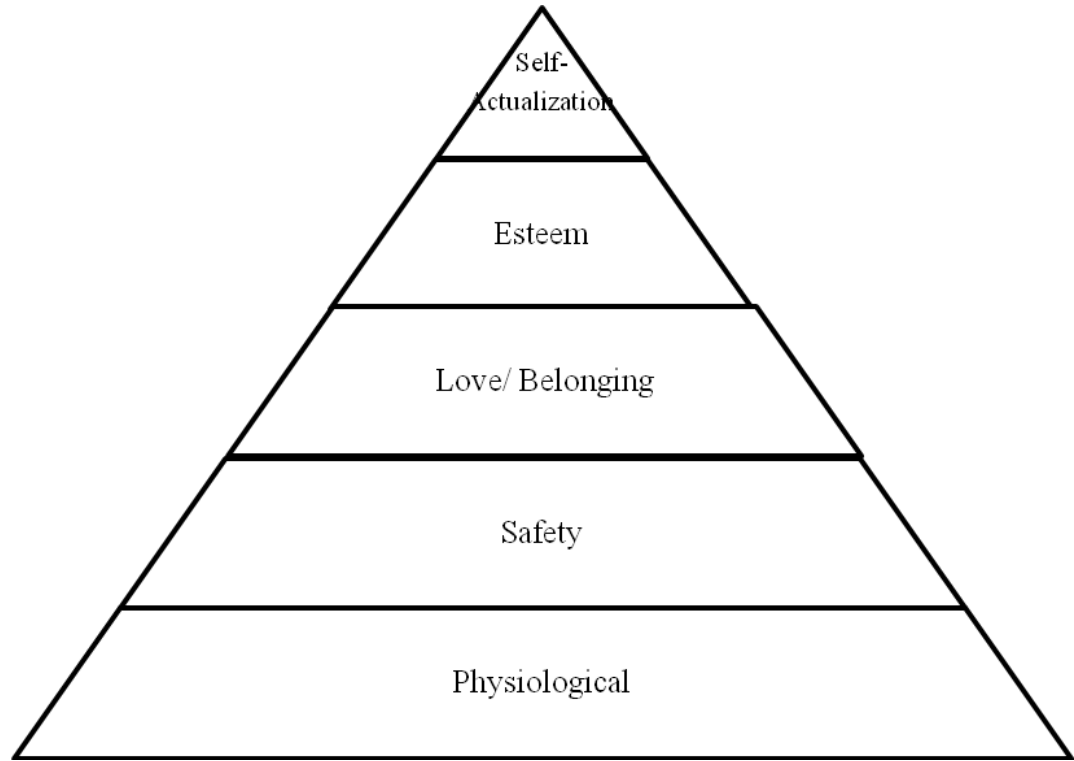 Self-
Actualization
Esteem
Love/ Belonging
Safety
Physiological